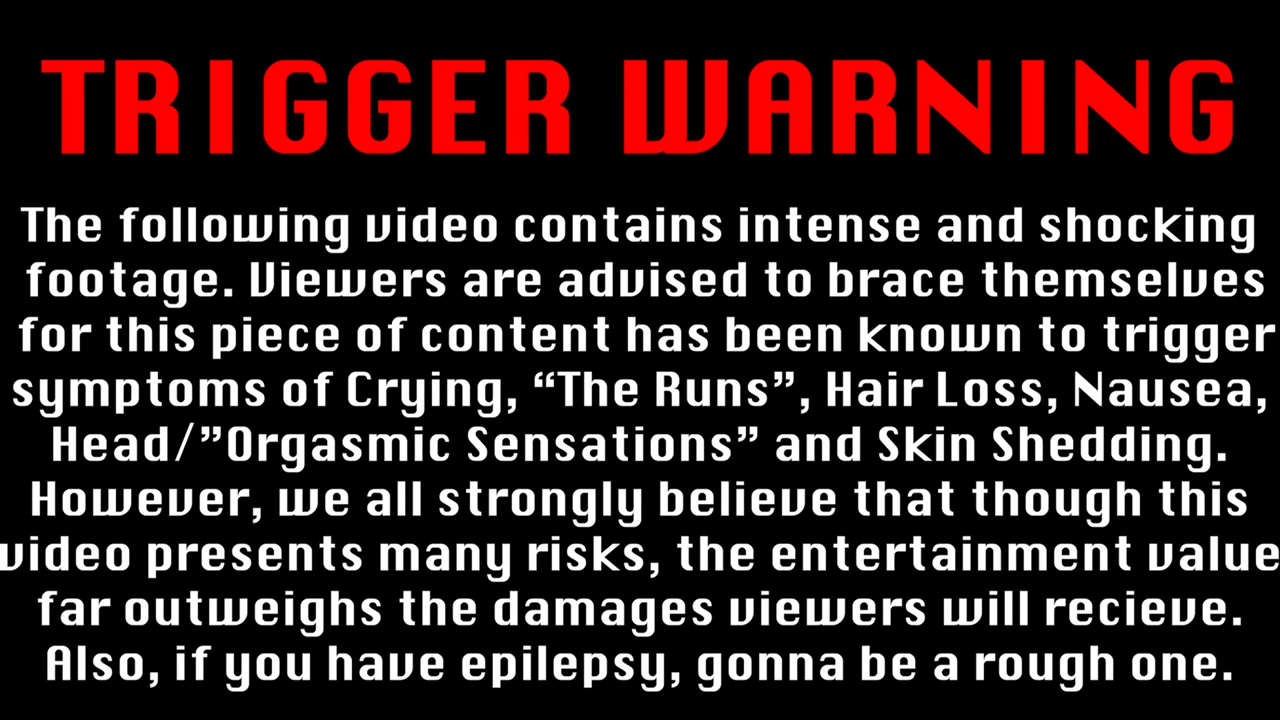 TRIGGER WARNING
The following video contains intense and shocking
footage. Viewers are advised to brace themselves
for this piece of content has been known to trigger
symptoms of Crying, “The Runs”, Hair Loss, Nausea,
Head/”Orgasmic Sensations” and Skin Shedding.
However, we all strongly believe that though this
video presents many risks, the entertainment value
far outweighs the damages viewers will recieve.
Also, if you have epilepsy, gonna be a rough one.